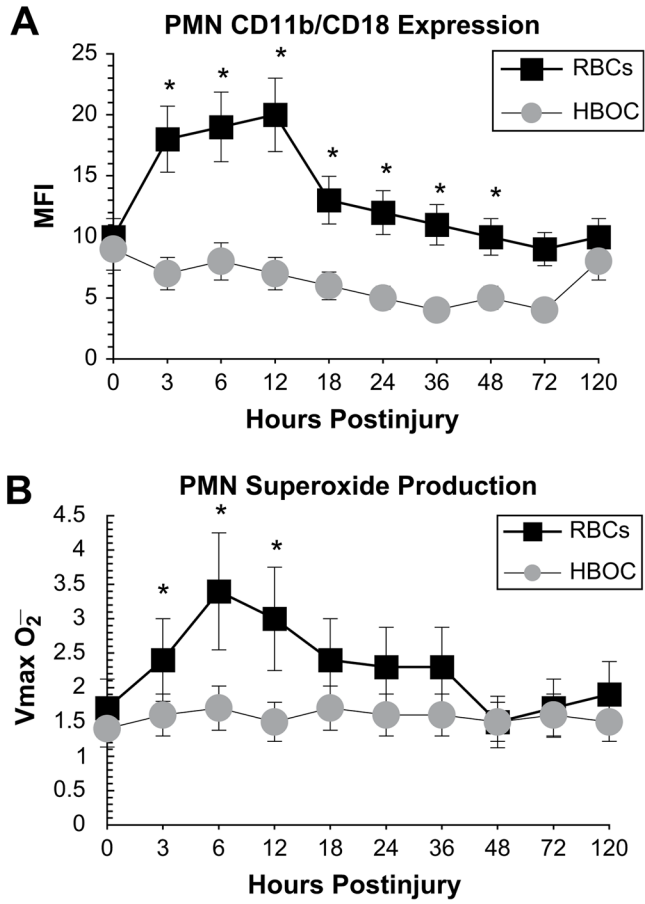 A
PMN CD11b/CD18 Expression
25
20
15
10
5
0
MFI
* * * * * * *
RBCs
HBOC
0 3 6 12 18 24 36 48 72 120
Hours Postinjury
B
PMN Superoxide Production
4.5
4
3.5
3
2.5
2
1.5
1
0.5
0
Vmax O₂⁻
* * *
RBCs
HBOC
0 3 6 12 18 24 36 48 72 120
Hours Postinjury